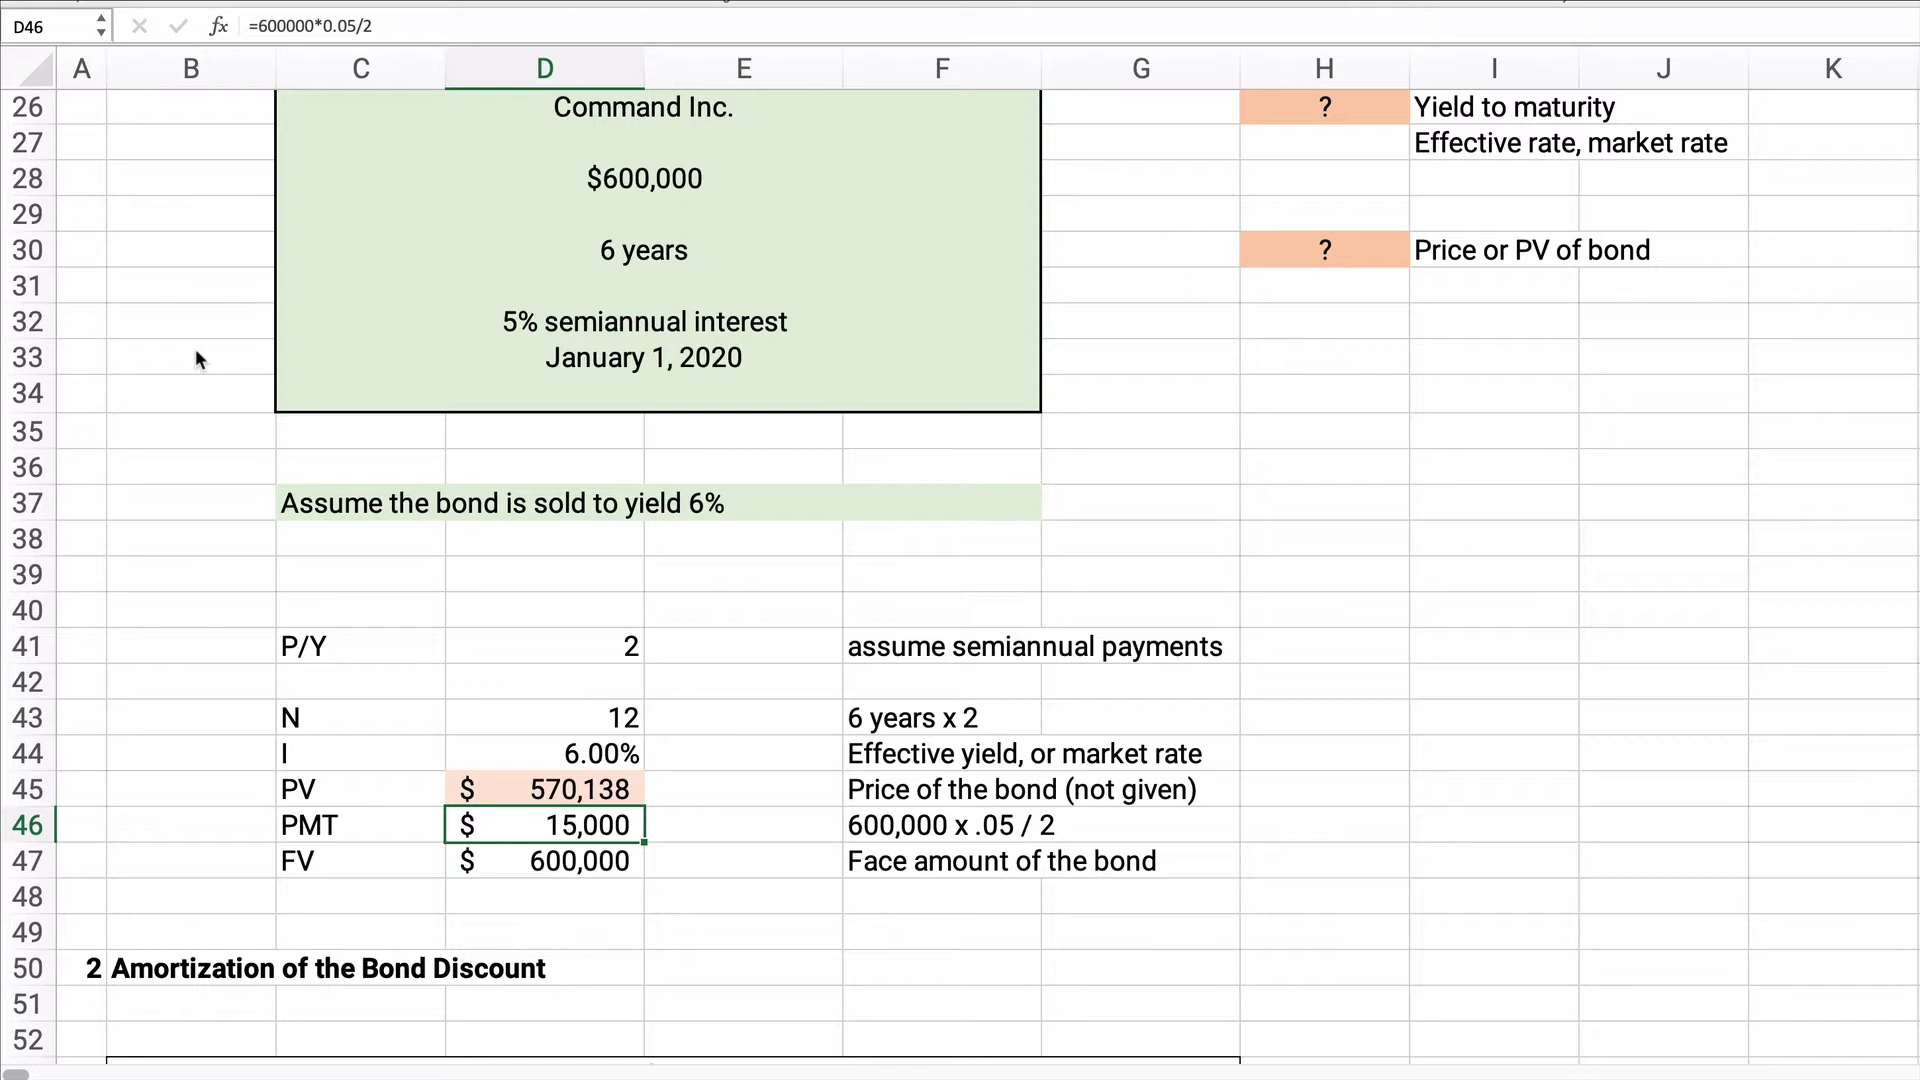 D46 fx =600000*0.05/2
A B C D E F G H I J K
26 Command Inc. ? Yield to maturity
27 Effective rate, market rate
28 $600,000
29
30 6 years ? Price or PV of bond
31
32 5% semiannual interest
33 January 1, 2020
34
35
36
37 Assume the bond is sold to yield 6%
38
39
40
41 P/Y 2 assume semiannual payments
42
43 N 12 6 years x 2
44 I 6.00% Effective yield, or market rate
45 PV $ 570,138 Price of the bond (not given)
46 PMT $ 15,000 600,000 x .05 / 2
47 FV $ 600,000 Face amount of the bond
48
49
50 2 Amortization of the Bond Discount
51
52